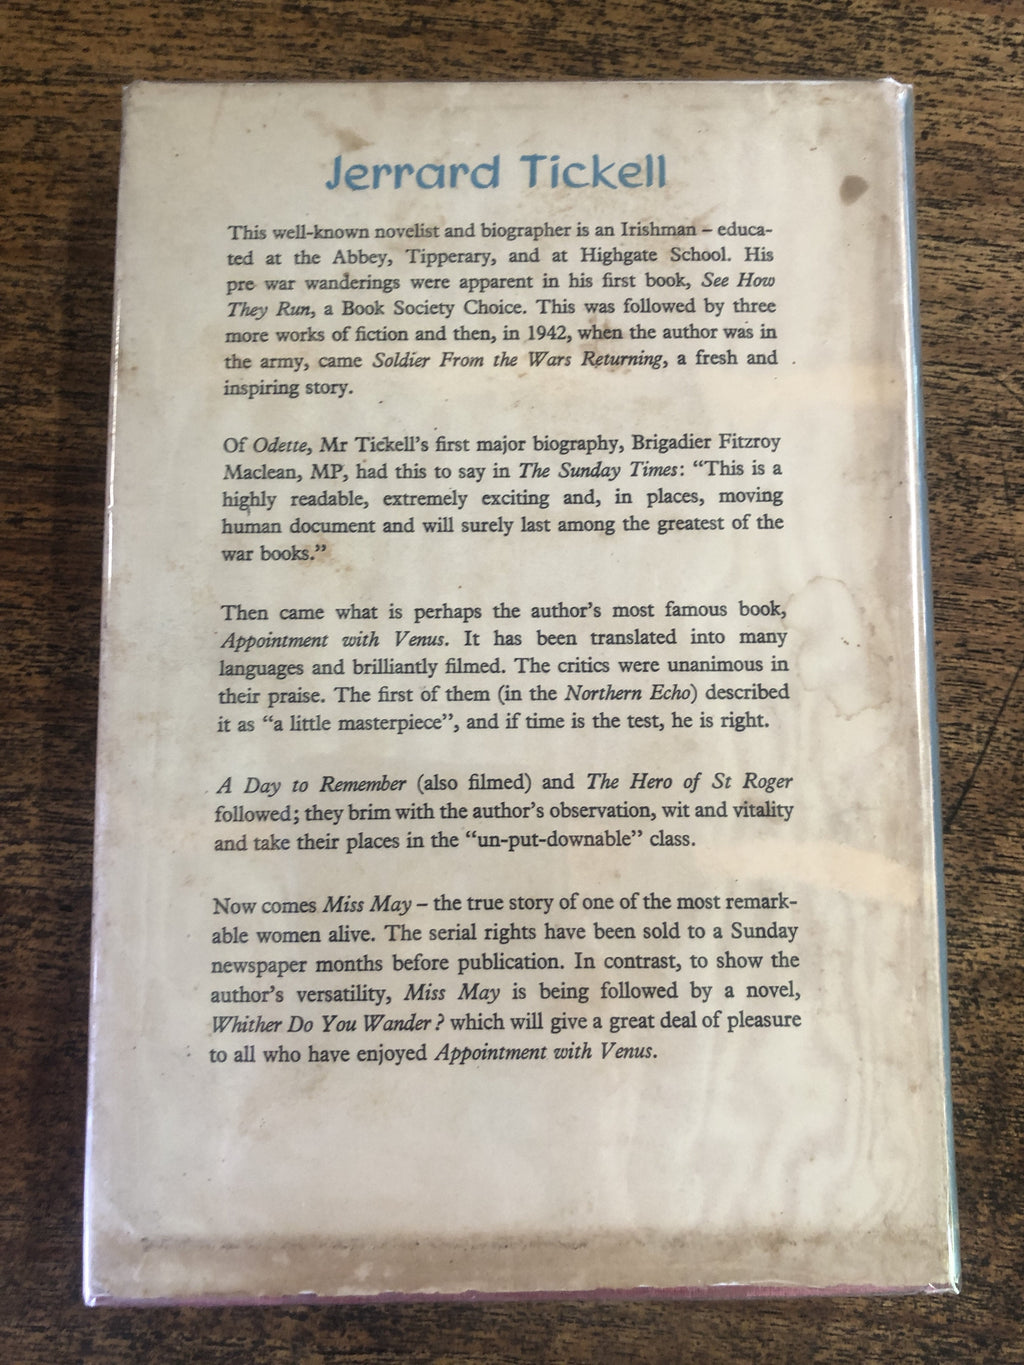 Jerrard Tickell
This well-known novelist and biographer is an Irishman – educa-
ted at the Abbey, Tipperary, and at Highgate School. His
pre war wanderings were apparent in his first book, See How
They Run, a Book Society Choice. This was followed by three
more works of fiction and then, in 1942, when the author was in
the army, came Soldier From the Wars Returning, a fresh and
inspiring story.
Of Odette, Mr Tickell's first major biography, Brigadier Fitzroy
Maclean, MP, had this to say in The Sunday Times: “This is a
highly readable, extremely exciting and, in places, moving
human document and will surely last among the greatest of the
war books.”
Then came what is perhaps the author's most famous book,
Appointment with Venus. It has been translated into many
languages and brilliantly filmed. The critics were unanimous in
their praise. The first of them (in the Northern Echo) described
it as “a little masterpiece”, and if time is the test, he is right.
A Day to Remember (also filmed) and The Hero of St Roger
followed; they brim with the author's observation, wit and vitality
and take their places in the “un-put-downable” class.
Now comes Miss May – the true story of one of the most remark-
able women alive. The serial rights have been sold to a Sunday
newspaper months before publication. In contrast, to show the
author's versatility, Miss May is being followed by a novel,
Whither Do You Wander? which will give a great deal of pleasure
to all who have enjoyed Appointment with Venus.